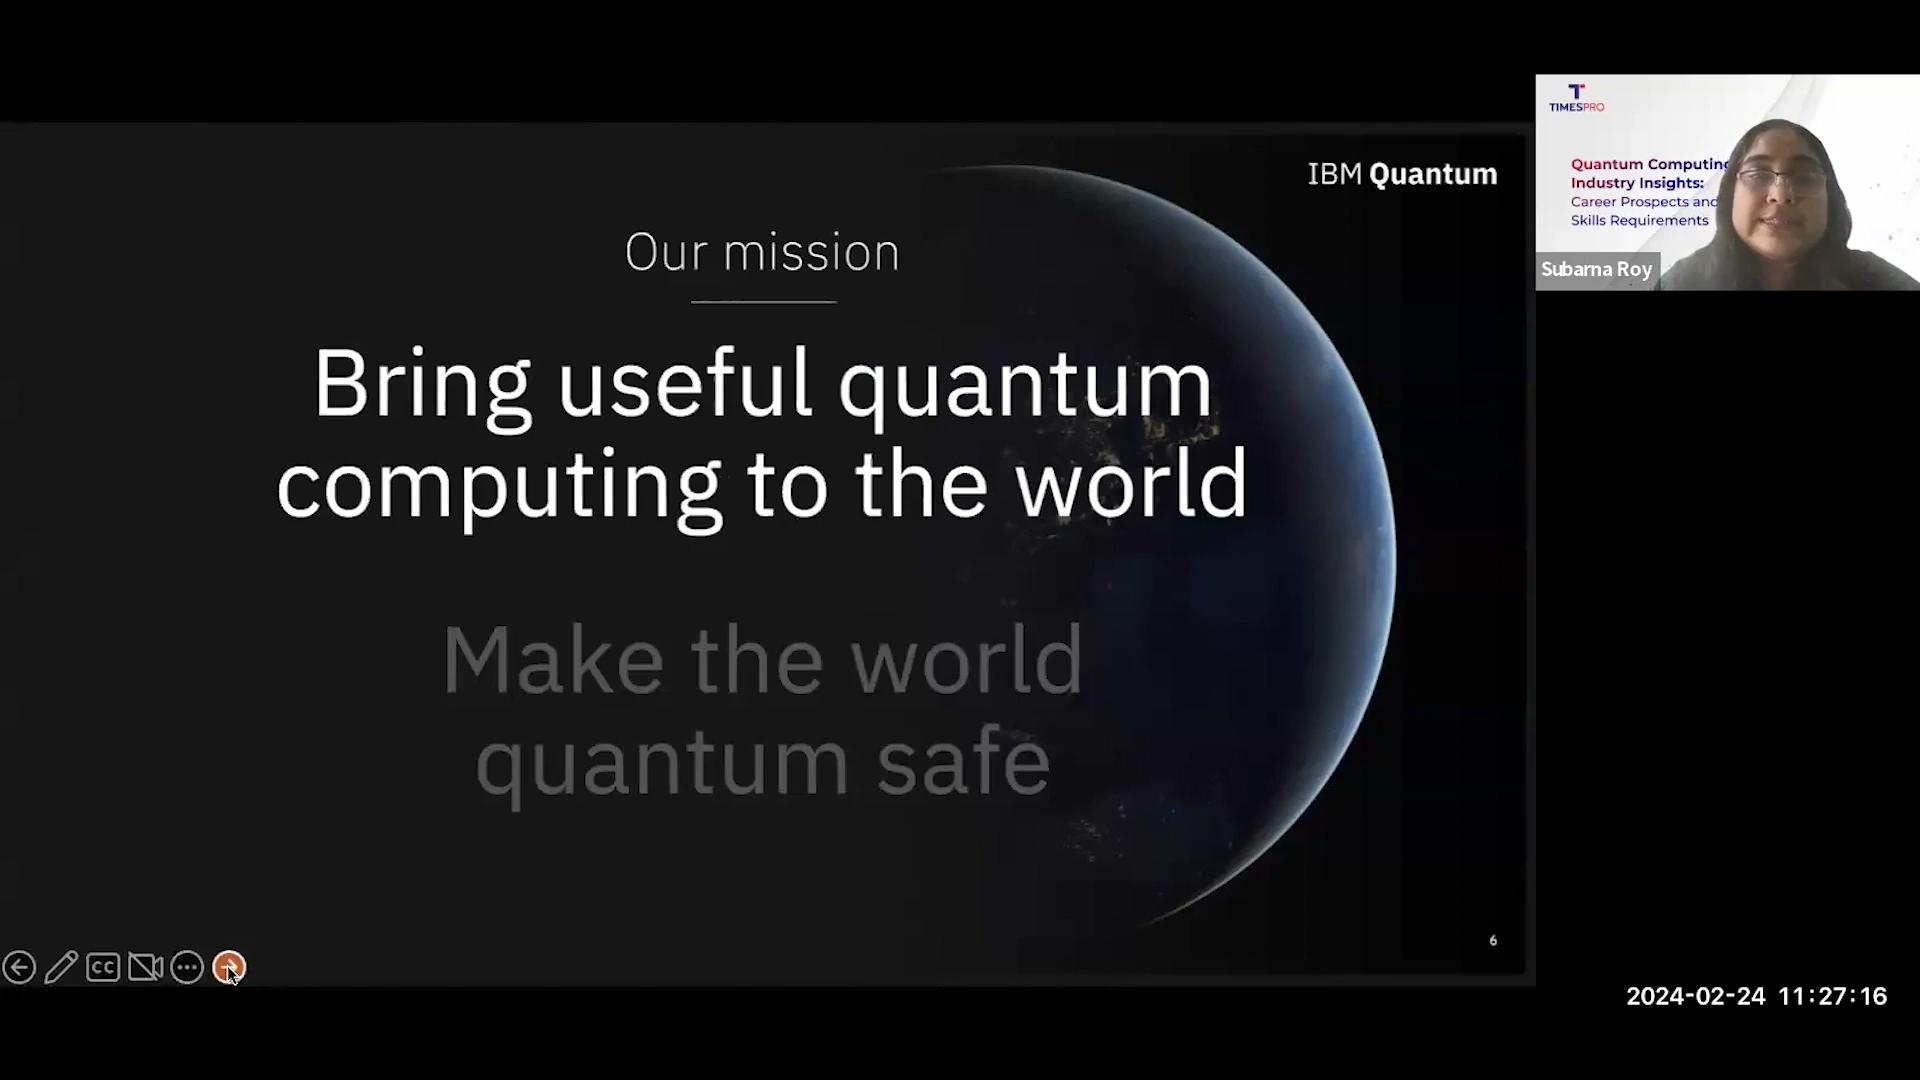 IBM Quantum
Our mission
Bring useful quantum
computing to the world
Make the world
quantum safe
6
CC
TIMESPRO
Quantum Computing
Industry Insights:
Career Prospects and
Skills Requirements
Subarna Roy
2024-02-24 11:27:16